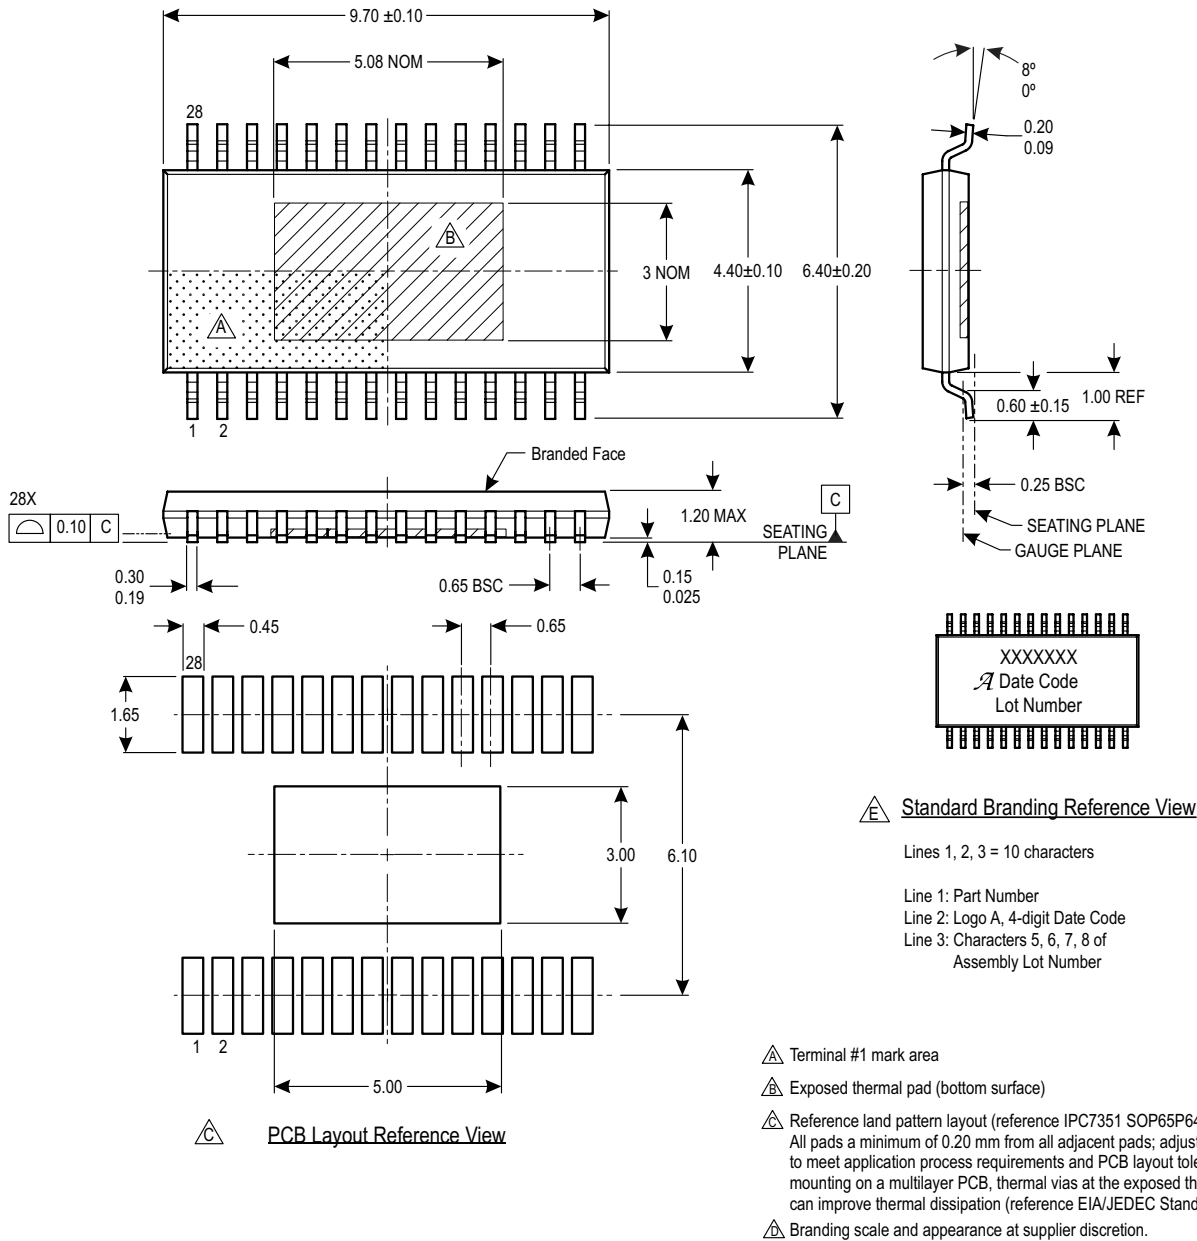 9.70 ±0.10
5.08 NOM
28
8º
0º
0.20
0.09
B
3 NOM
4.40±0.10
6.40±0.20
A
1 2
1.00 REF
0.60 ±0.15
0.25 BSC
SEATING PLANE
GAUGE PLANE
Branded Face
28X
0.10 C
1.20 MAX
C
SEATING
PLANE
0.30
0.19
0.65 BSC
0.15
0.025
0.45
0.65
28
1.65
3.00
6.10
1 2
5.00
C PCB Layout Reference View
XXXXXXX
A Date Code
Lot Number
E Standard Branding Reference View
Lines 1, 2, 3 = 10 characters
Line 1: Part Number
Line 2: Logo A, 4-digit Date Code
Line 3: Characters 5, 6, 7, 8 of
Assembly Lot Number
A Terminal #1 mark area
B Exposed thermal pad (bottom surface)
C Reference land pattern layout (reference IPC7351 SOP65P64
All pads a minimum of 0.20 mm from all adjacent pads; adjust
to meet application process requirements and PCB layout tole
mounting on a multilayer PCB, thermal vias at the exposed th
can improve thermal dissipation (reference EIA/JEDEC Stand
D Branding scale and appearance at supplier discretion.